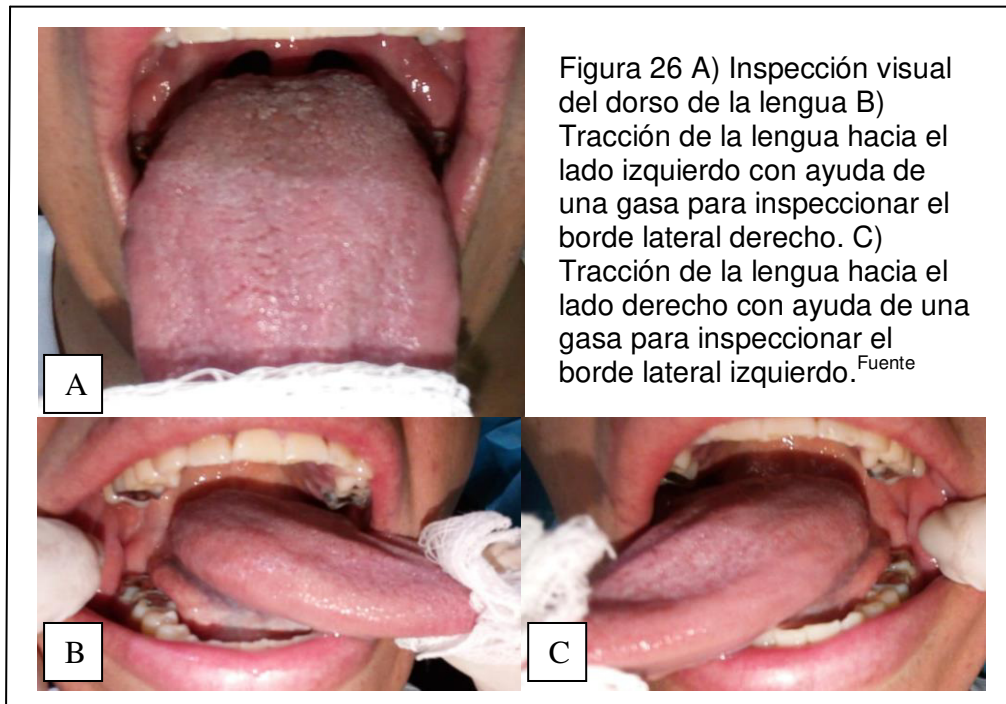 Figura 26 A) Inspección visual
del dorso de la lengua B)
Tracción de la lengua hacia el
lado izquierdo con ayuda de
una gasa para inspeccionar el
borde lateral derecho. C)
Tracción de la lengua hacia el
lado derecho con ayuda de una
gasa para inspeccionar el
borde lateral izquierdo.Fuente
A
B
C